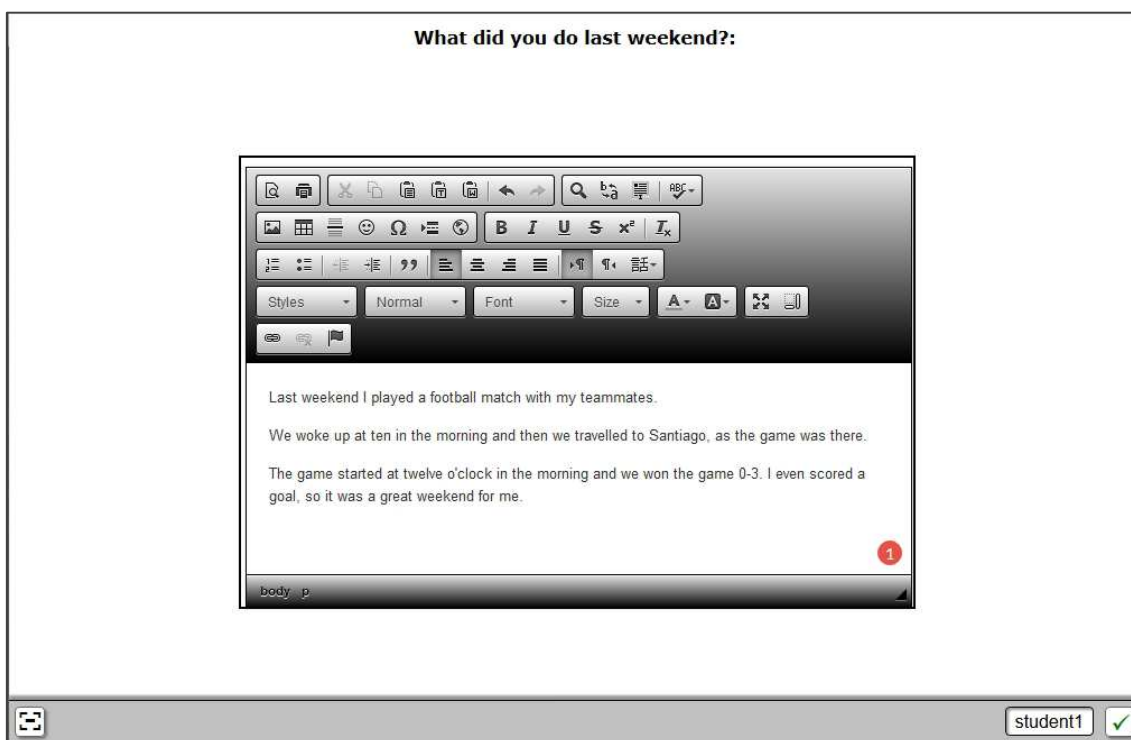 What did you do last weekend?:
ABC
B I U S x² Tx
Styles Normal Font Size A A
Last weekend I played a football match with my teammates.
We woke up at ten in the morning and then we travelled to Santiago, as the game was there.
The game started at twelve o'clock in the morning and we won the game 0-3. I even scored a
goal, so it was a great weekend for me.
1
body p
student1